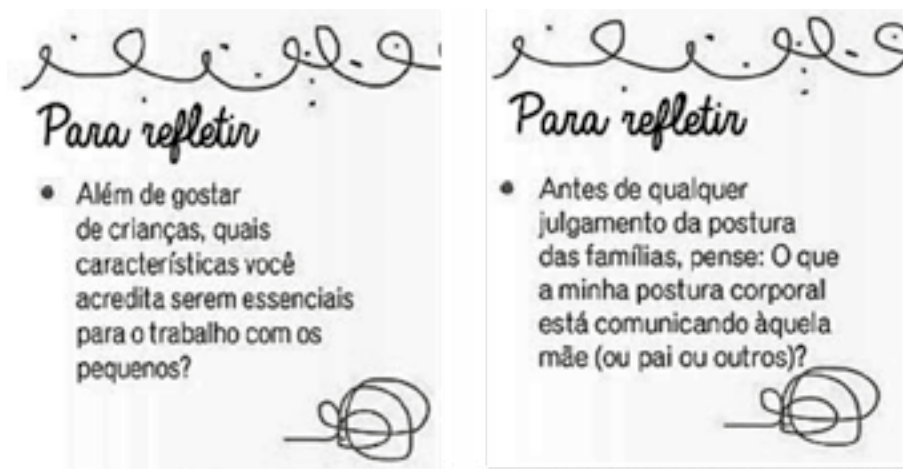 Para refletir
• Além de gostar
de crianças, quais
características você
acredita serem essenciais
para o trabalho com os
pequenos?
Para refletir
• Antes de qualquer
julgamento da postura
das famílias, pense: O que
a minha postura corporal
está comunicando àquela
mãe (ou pai ou outros)?